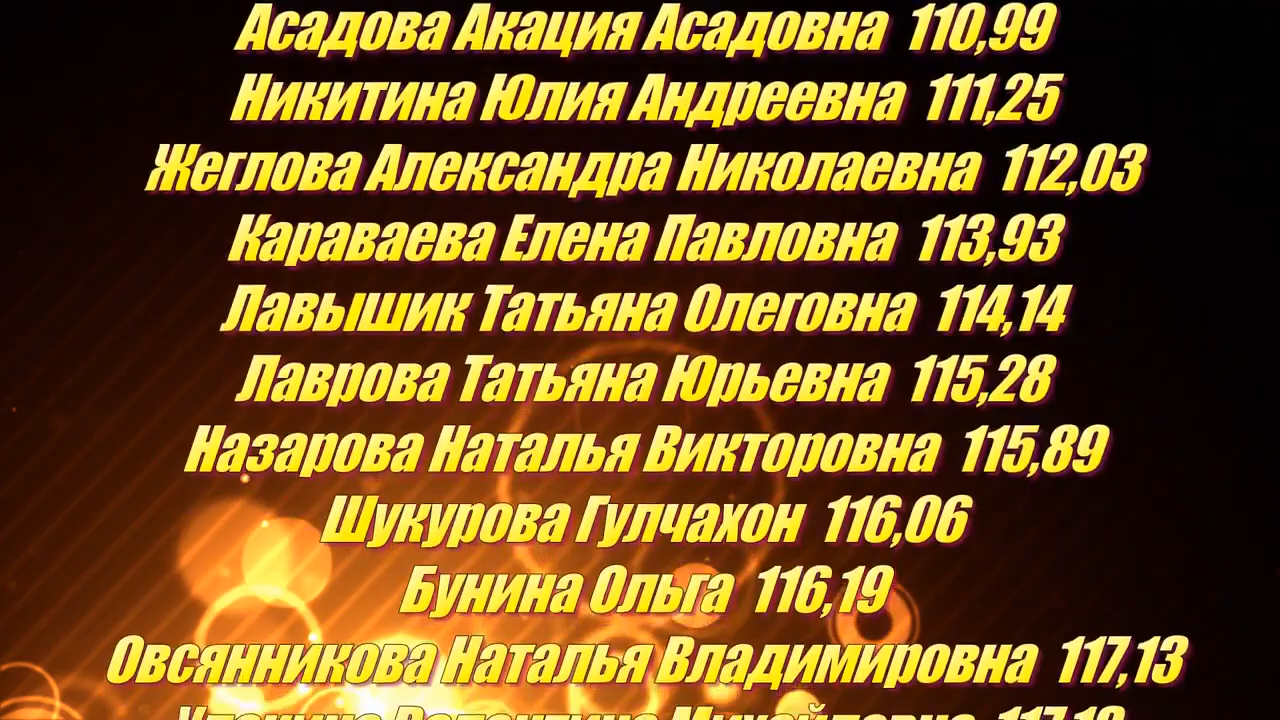 Асадова Акация Асадовна 110,99
Никитина Юлия Андреевна 111,25
Жеглова Александра Николаевна 112,03
Караваева Елена Павловна 113,93
Лавышик Татьяна Олеговна 114,14
Лаврова Татьяна Юрьевна 115,28
Назарова Наталья Викторовна 115,89
Шукурова Гулчахон 116,06
Бунина Ольга 116,19
Овсянникова Наталья Владимировна 117,13
Валентина Михайловна